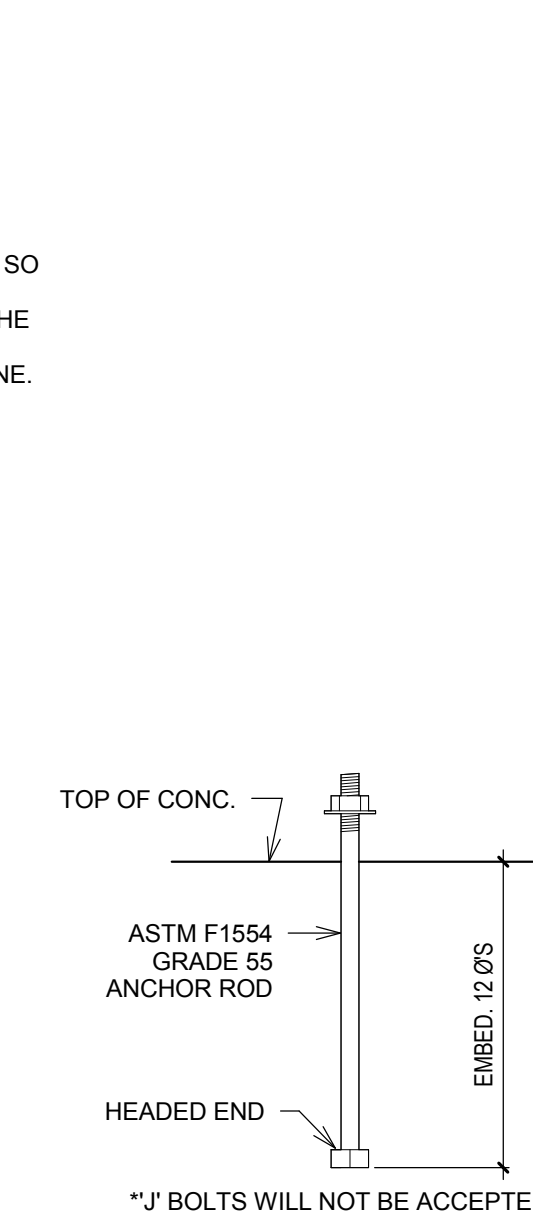 SO
HE
NE.
TOP OF CONC.
ASTM F1554
GRADE 55
ANCHOR ROD
EMBED. 12 Ø'S
HEADED END
*'J' BOLTS WILL NOT BE ACCEPTE